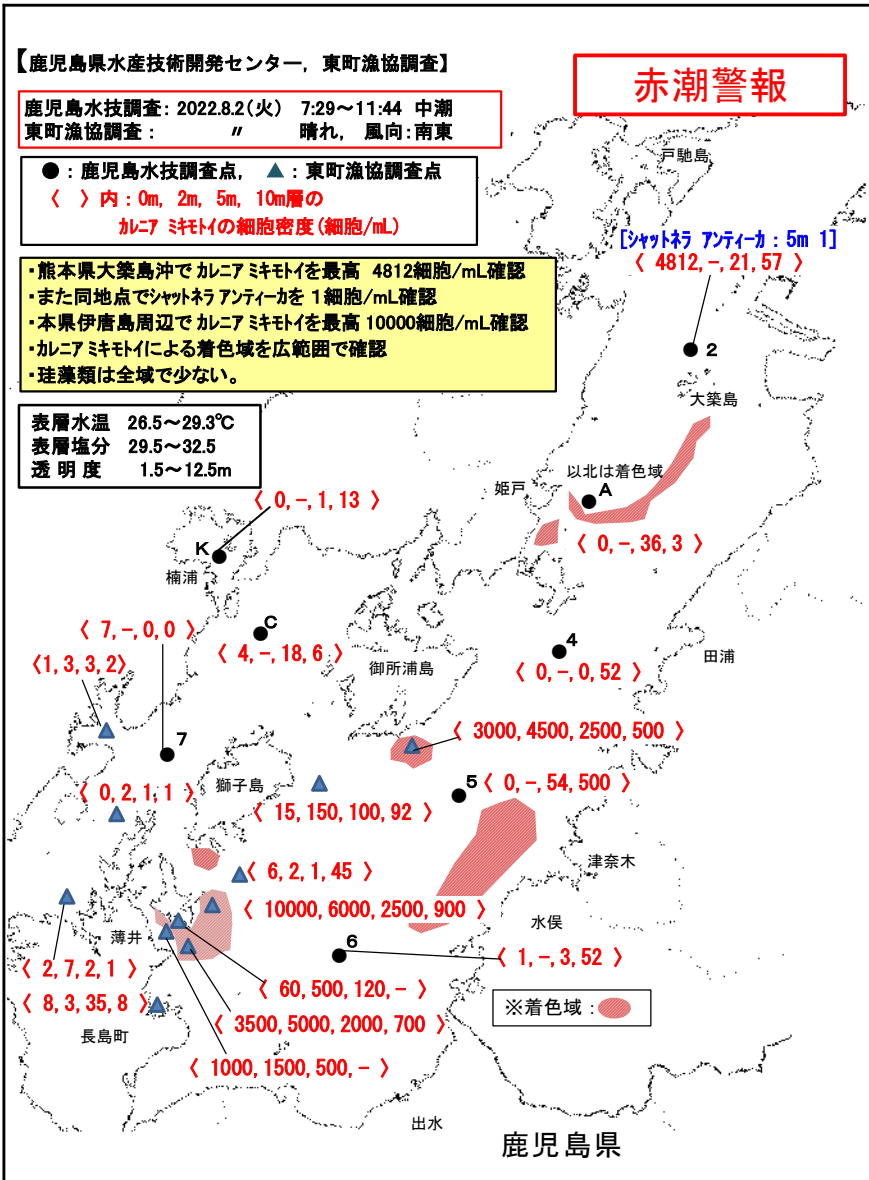 【鹿児島県水産技術開発センター，東町漁協調査】
赤潮警報
鹿児島水技調査：2022.8.2(火)　7:29～11:44　中潮
東町漁協調査：　〃　晴れ，風向：南東
●：鹿児島水技調査点，▲：東町漁協調査点
〈　〉内：0m，2m，5m，10m層の
カレニア ミキモトイの細胞密度(細胞/mL)
・熊本県大築島沖でカレニア ミキモトイを最高 4812細胞/mL確認
・また同地点でシャットネラ アンティーカを 1細胞/mL確認
・本県伊唐島周辺でカレニア ミキモトイを最高 10000細胞/mL確認
・カレニア ミキモトイによる着色域を広範囲で確認
・珪藻類は全域で少ない。
表層水温　26.5～29.3℃
表層塩分　29.5～32.5
透明度　1.5～12.5m
戸馳島
[シャットネラ アンティーカ：5m 1]
〈 4812,-,21,57 〉
2
大築島
以北は着色域
姫戸
A
〈 0,-,36,3 〉
〈 0,-,1,13 〉
K
楠浦
C
〈 4,-,18,6 〉
〈 7,-,0,0 〉
〈1,3,3,2〉
御所浦島
4
〈 0,-,0,52 〉
田浦
7
〈 3000,4500,2500,500 〉
獅子島
5
〈 0,-,54,500 〉
〈 0,2,1,1 〉
〈 15,150,100,92 〉
津奈木
〈 6,2,1,45 〉
〈 10000,6000,2500,900 〉
水俣
薄井
6
〈 1,-,3,52 〉
〈 2,7,2,1 〉
〈 60,500,120,- 〉
〈 8,3,35,8 〉
〈 3500,5000,2000,700 〉
※着色域：
長島町
〈 1000,1500,500,- 〉
出水
鹿児島県